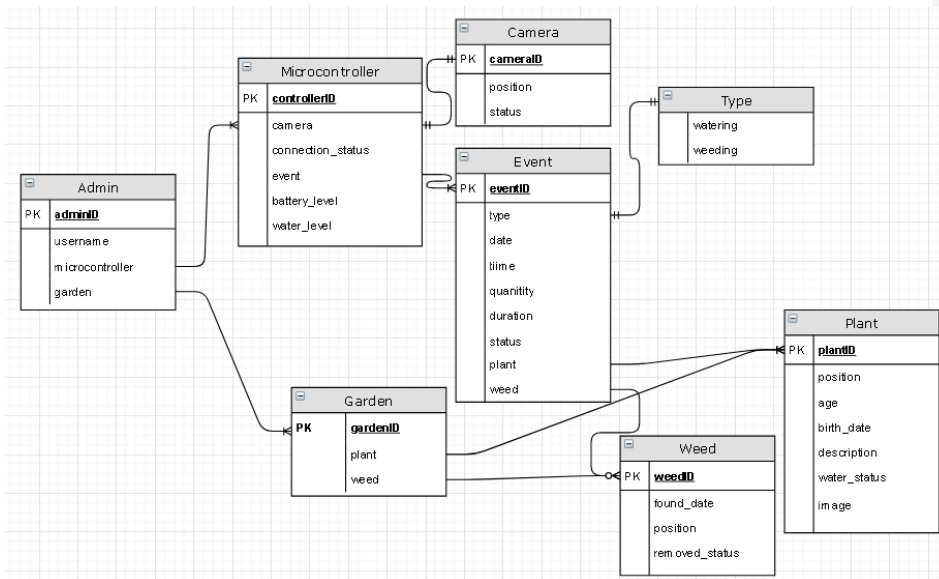 Camera
PK cameraID
position
status
Microcontroller
PK controllerID
camera
connection_status
event
battery_level
water_level
Type
watering
weeding
Event
PK eventID
type
date
tiime
quanitity
duration
status
plant
weed
Admin
PK adminID
username
microcontroller
garden
Plant
PK plantID
position
age
birth_date
description
water_status
image
Garden
PK gardenID
plant
weed
Weed
PK weedID
found_date
position
removed_status